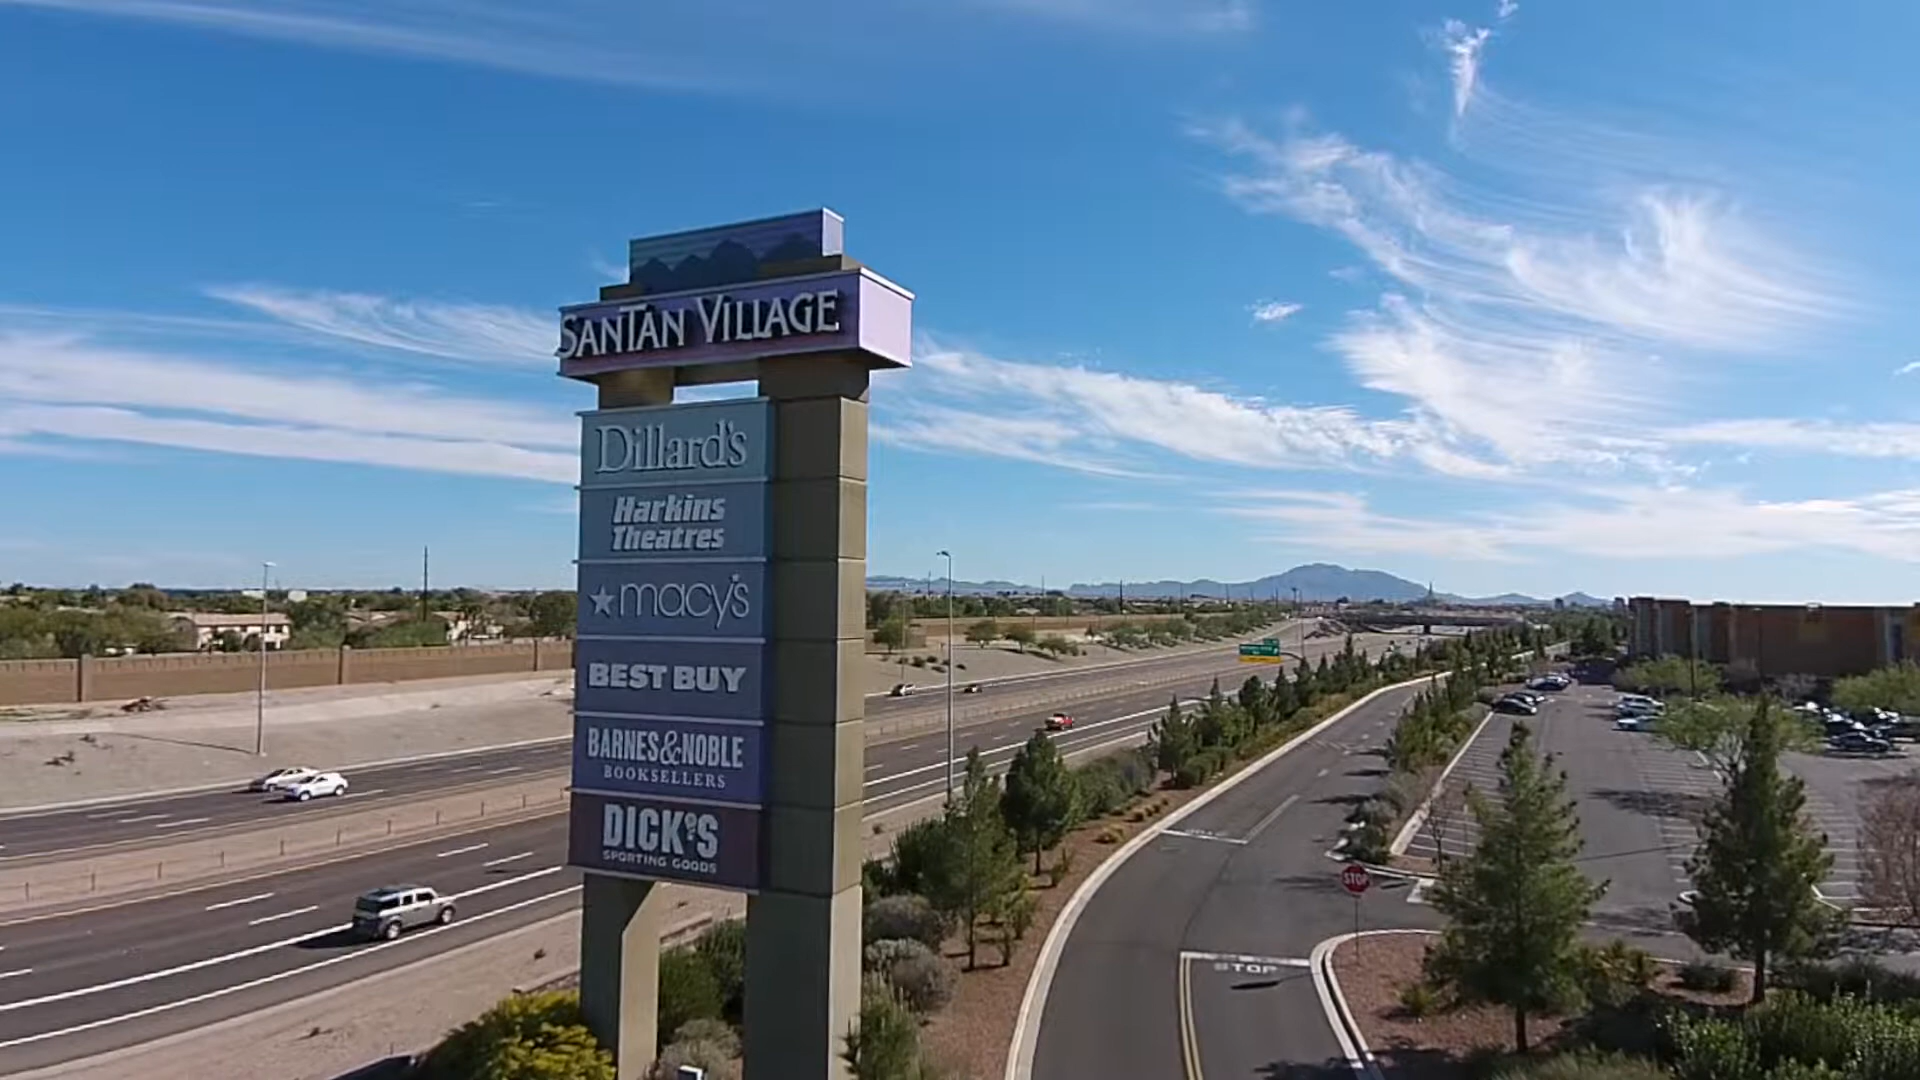 SANTAN VILLAGE
Dillard's
Harkins
Theatres
macy's
BEST BUY
BARNES & NOBLE
BOOKSELLERS
DICK'S
SPORTING GOODS
STOP
STOP